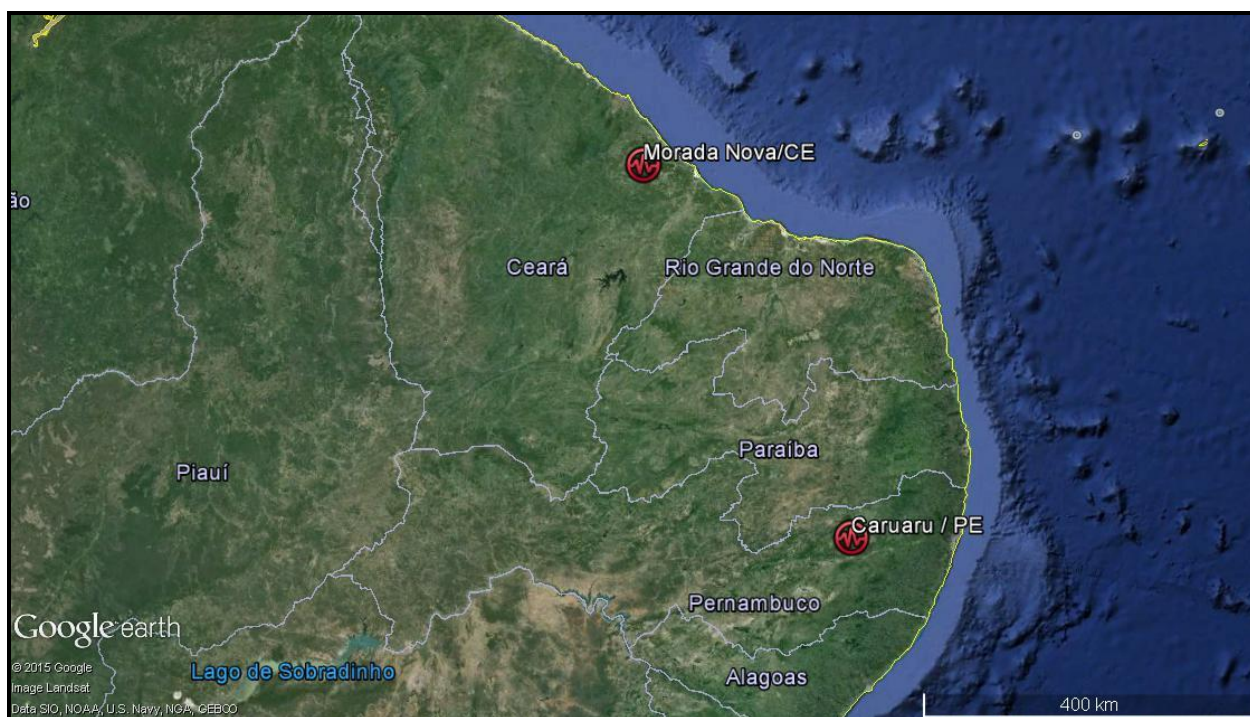 Morada Nova/CE
ão
Ceará
Rio Grande do Norte
Paraíba
Piauí
Caruaru / PE
Pernambuco
Google earth
© 2015 Google
Image Landsat
Data SIO, NOAA, U.S. Navy, NGA, GEBCO
Lago de Sobradinho
Alagoas
400 km